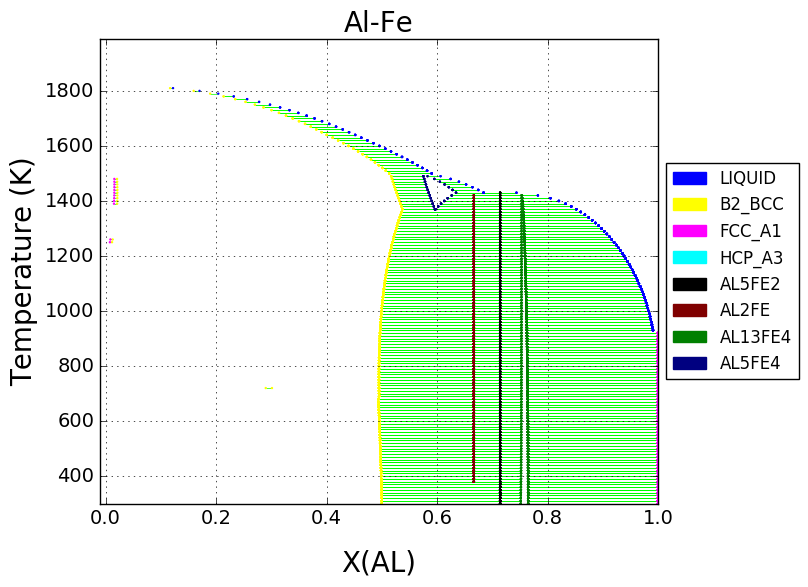 Al-Fe
Temperature (K)
1800
1600
1400
1200
1000
800
600
400
0.0 0.2 0.4 0.6 0.8 1.0
X(AL)
LIQUID
B2_BCC
FCC_A1
HCP_A3
AL5FE2
AL2FE
AL13FE4
AL5FE4